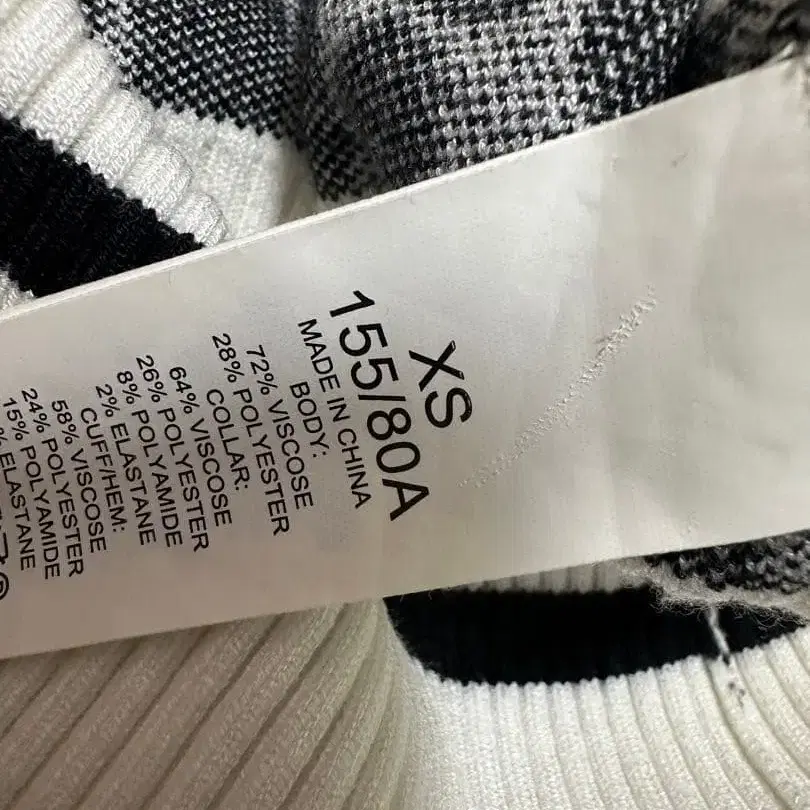 XS
155/80A
MADE IN CHINA
BODY:
72% VISCOSE
28% POLYESTER
COLLAR:
64% VISCOSE
26% POLYESTER
8% POLYAMIDE
2% ELASTANE
CUFF/HEM:
58% VISCOSE
24% POLYESTER
15% POLYAMIDE
% ELASTANE
®